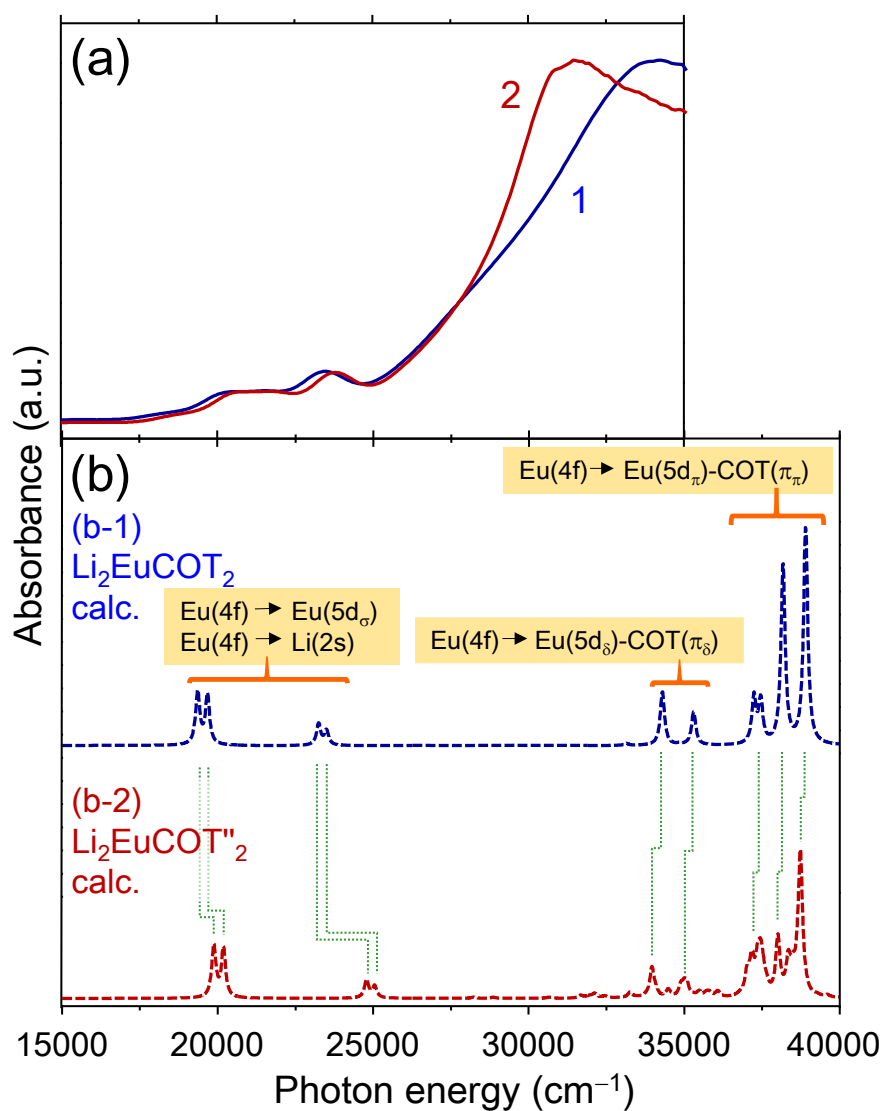 (a)
2
1
Absorbance (a.u.)
(b)
Eu(4f) → Eu(5dπ)-COT(ππ)
(b-1)
Li₂EuCOT₂
calc.
Eu(4f) → Eu(5dσ)
Eu(4f) → Li(2s)
Eu(4f) → Eu(5dδ)-COT(πδ)
(b-2)
Li₂EuCOT"₂
calc.
15000 20000 25000 30000 35000 40000
Photon energy (cm⁻¹)